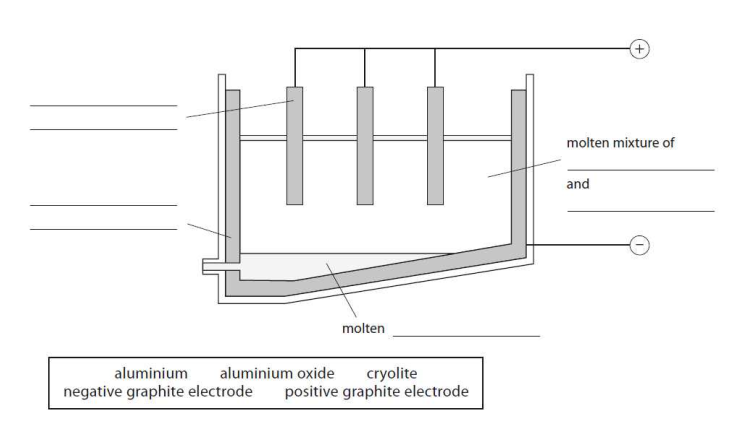 +
molten mixture of
and
−
molten
aluminium aluminium oxide cryolite
negative graphite electrode positive graphite electrode